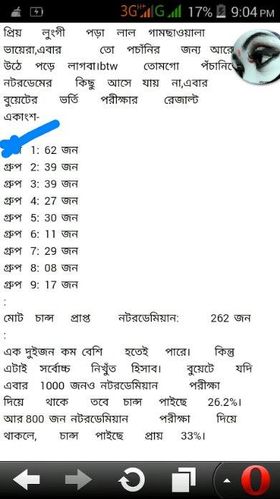 3G G 17% 9:04 PM
প্রিয় লুংগী পড়া লাল গামছাওয়ালা
ভায়েরা,এবার তো পচাঁনির জন্য আরে
উঠে পড়ে লাগবা।btw তোমগো পঁচানিতে
নটরডেমের কিছু আসে যায় না,এবার
বুয়েটের ভর্তি পরীক্ষার রেজাল্ট
একাংশ-
1: 62 জন
গ্রুপ 2: 39 জন
গ্রুপ 3: 39 জন
গ্রুপ 4: 27 জন
গ্রুপ 5: 30 জন
গ্রুপ 6: 11 জন
গ্রুপ 7: 29 জন
গ্রুপ 8: 08 জন
গ্রুপ 9: 17 জন
:
মোট চান্স প্রাপ্ত নটরডেমিয়ান: 262 জন
:
এক দুইজন কম বেশি হতেই পারে। কিন্তু
এটাই সর্বোচ্চ নিখুঁত হিসাব। বুয়েটে যদি
এবার 1000 জনও নটরডেমিয়ান পরীক্ষা
দিয়ে থাকে তবে চান্স পাইছে 26.2%।
আর 800 জন নটরডেমিয়ান পরীক্ষা দিয়ে
থাকলে, চান্স পাইছে প্রায় 33%।